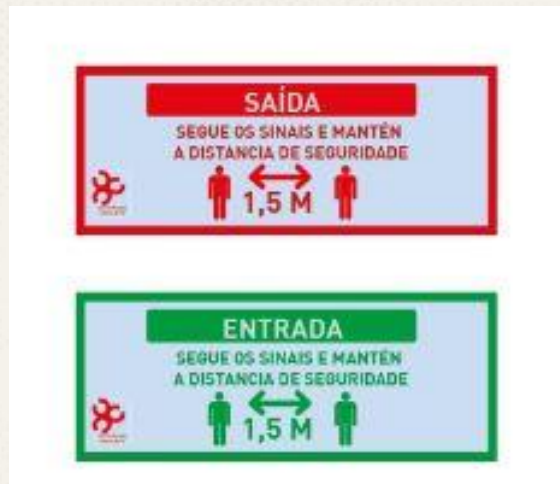 SAÍDA
SEGUE OS SINAIS E MANTÉN
A DISTANCIA DE SEGURIDADE
1,5 M
ENTRADA
SEGUE OS SINAIS E MANTÉN
A DISTANCIA DE SEGURIDADE
1,5 M